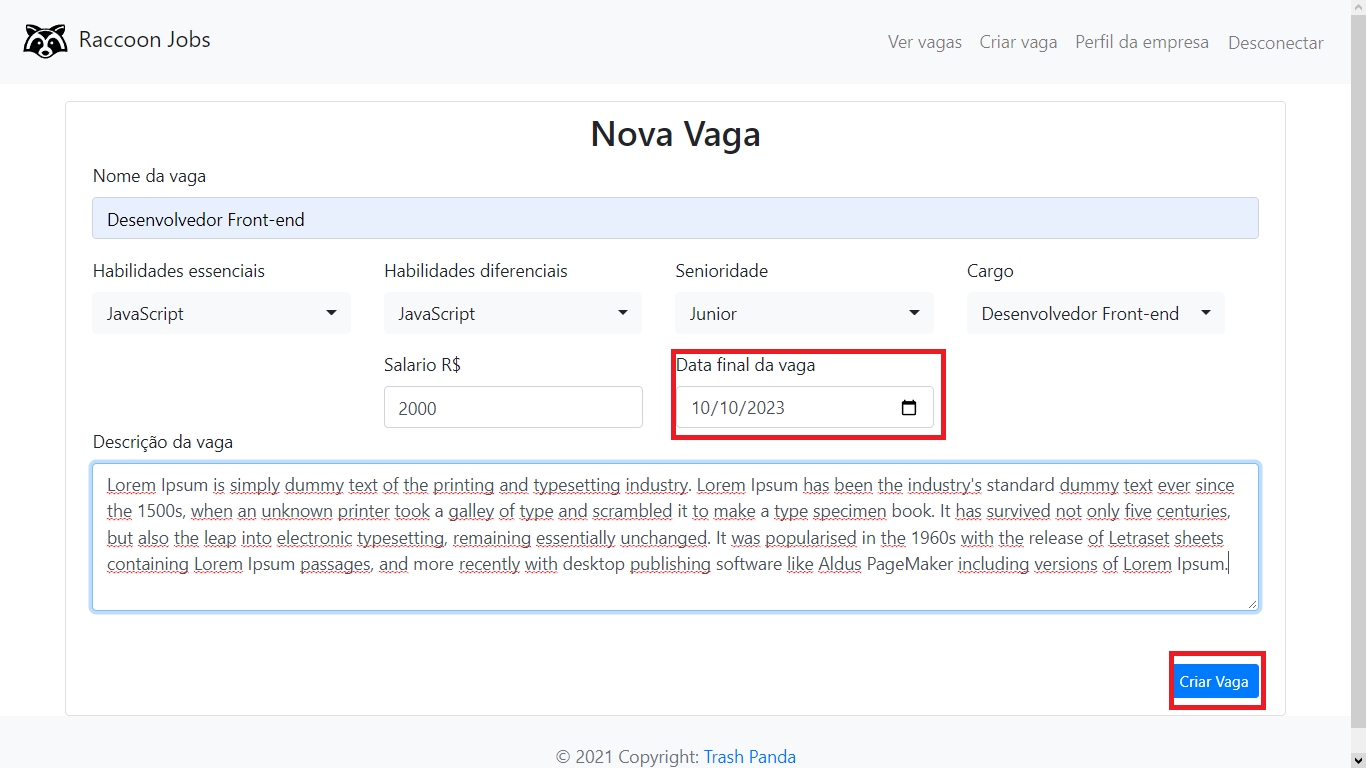 Raccoon Jobs
Ver vagas Criar vaga Perfil da empresa Desconectar
Nova Vaga
Nome da vaga
Desenvolvedor Front-end
Habilidades essenciais Habilidades diferenciais Senioridade Cargo
JavaScript JavaScript Junior Desenvolvedor Front-end
Salario R$ Data final da vaga
2000 10/10/2023
Descrição da vaga
Lorem Ipsum is simply dummy text of the printing and typesetting industry. Lorem Ipsum has been the industry's standard dummy text ever since
the 1500s, when an unknown printer took a galley of type and scrambled it to make a type specimen book. It has survived not only five centuries,
but also the leap into electronic typesetting, remaining essentially unchanged. It was popularised in the 1960s with the release of Letraset sheets
containing Lorem Ipsum passages, and more recently with desktop publishing software like Aldus PageMaker including versions of Lorem Ipsum.
Criar Vaga
© 2021 Copyright: Trash Panda